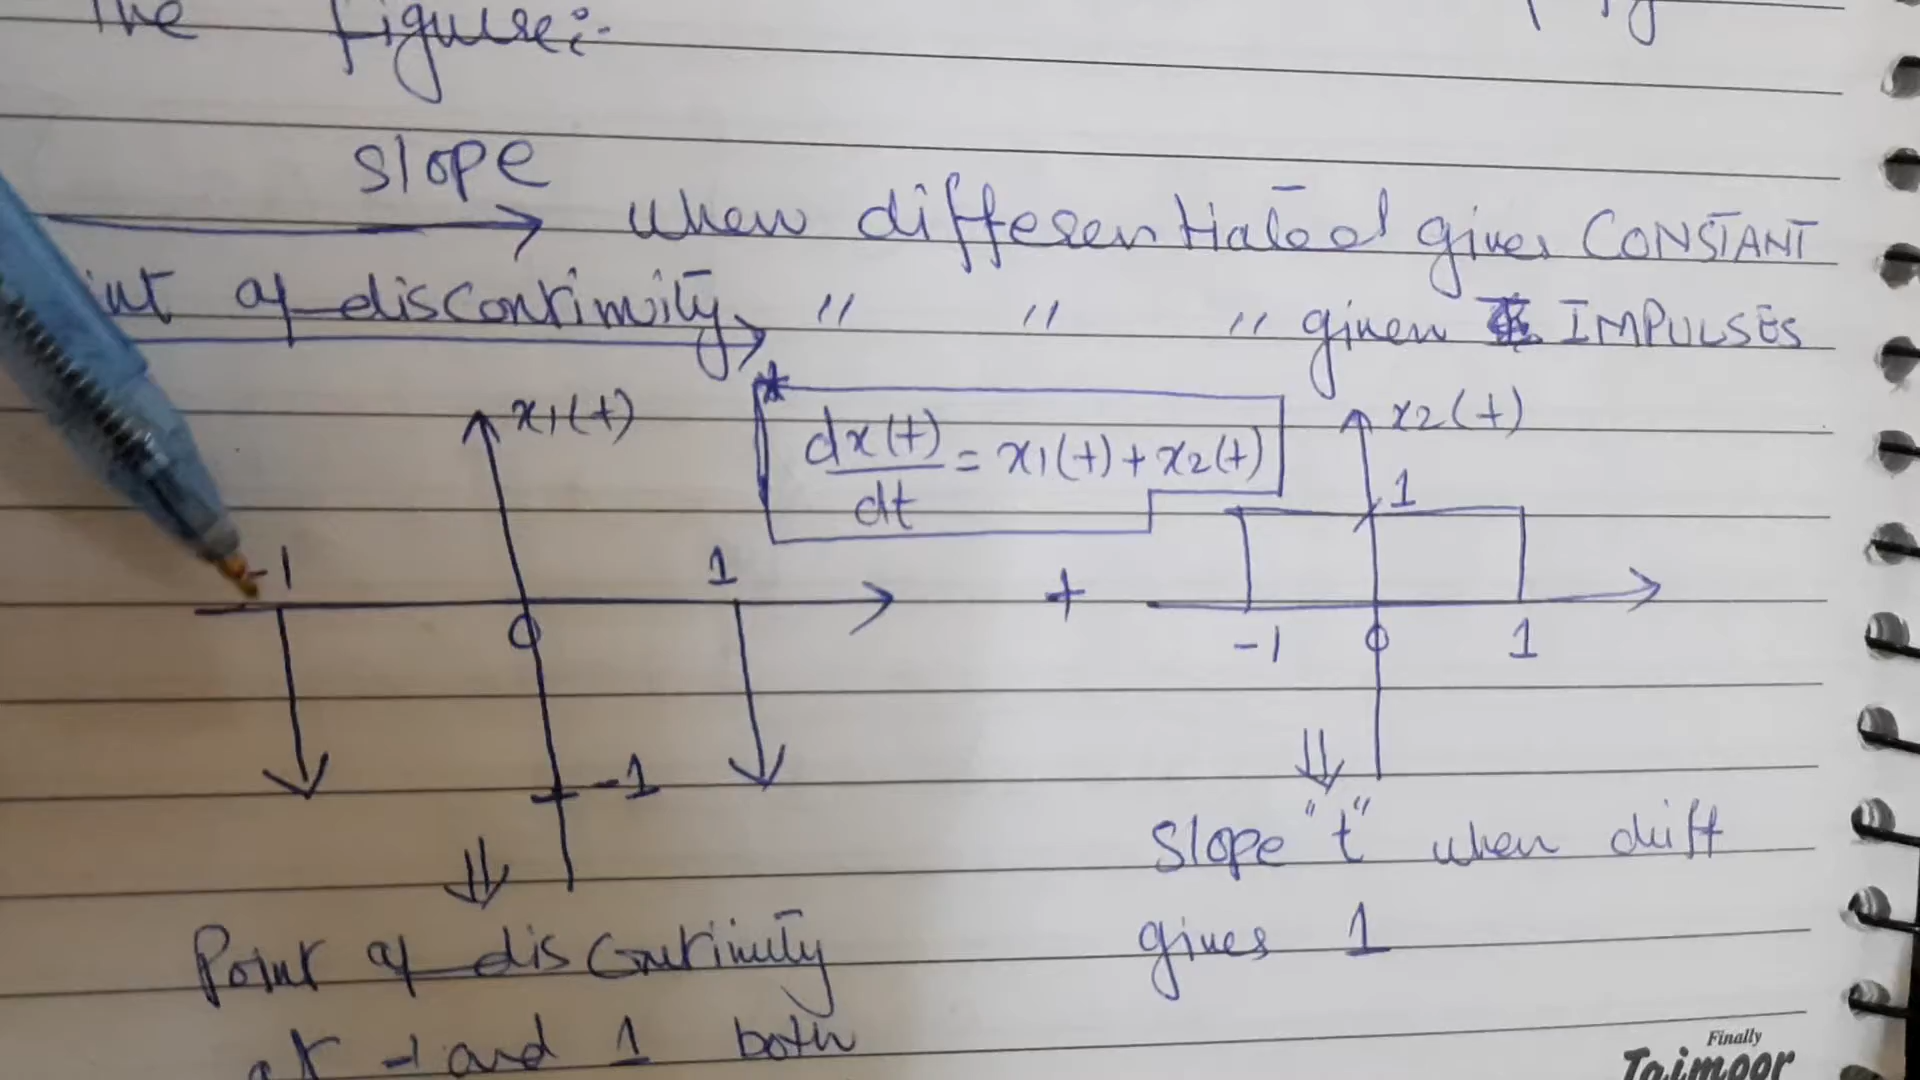 The figure:-
slope
when differentiated gives CONSTANT
int of discontinuity " " " given IMPULSES
x1(t)
dx(t)/dt = x1(t) + x2(t)
x2(t)
1
-1
1
+
0
-1
0
1
-1
Slope "t" when diff
gives 1
Point of discontinuity
at -1 and 1 both
Finally
Taimoor